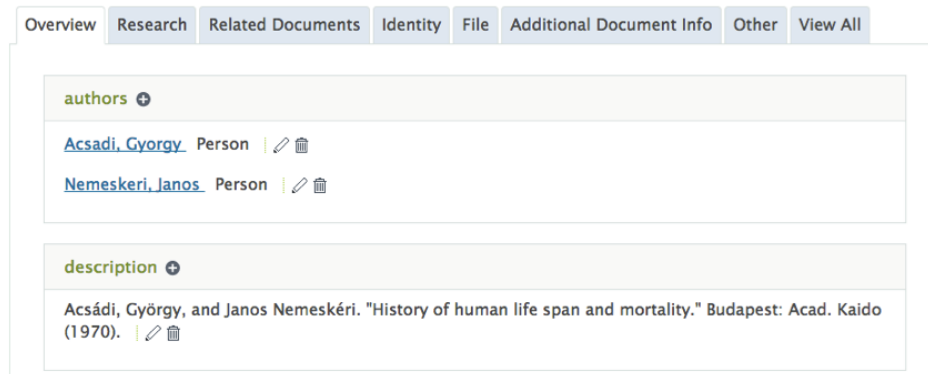 Overview Research Related Documents Identity File Additional Document Info Other View All
authors
Acsadi, Gyorgy Person
Nemeskeri, Janos Person
description
Acsádi, György, and Janos Nemeskéri. "History of human life span and mortality." Budapest: Acad. Kaido
(1970).